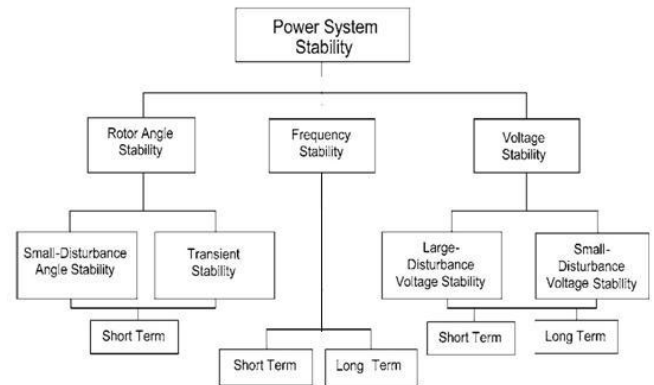 Power System
Stability
Rotor Angle
Stability
Frequency
Stability
Voltage
Stability
Small-Disturbance
Angle Stability
Transient
Stability
Large-
Disturbance
Voltage Stability
Small-
Disturbance
Voltage Stability
Short Term
Short Term
Long Term
Short Term
Long Term